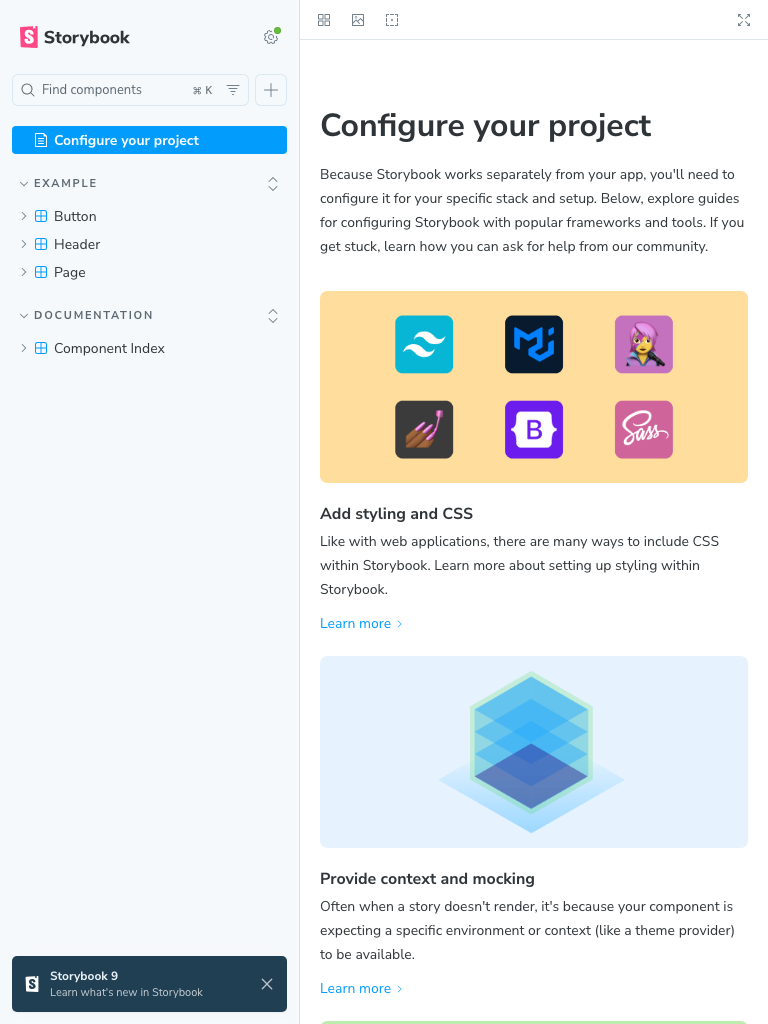 Storybook
Find components
⌘ K
Configure your project
EXAMPLE
Button
Header
Page
DOCUMENTATION
Component Index
Storybook 9
Learn what's new in Storybook
Configure your project
Because Storybook works separately from your app, you'll need to
configure it for your specific stack and setup. Below, explore guides
for configuring Storybook with popular frameworks and tools. If you
get stuck, learn how you can ask for help from our community.
B
Sass
Add styling and CSS
Like with web applications, there are many ways to include CSS
within Storybook. Learn more about setting up styling within
Storybook.
Learn more
Provide context and mocking
Often when a story doesn't render, it's because your component is
expecting a specific environment or context (like a theme provider)
to be available.
Learn more